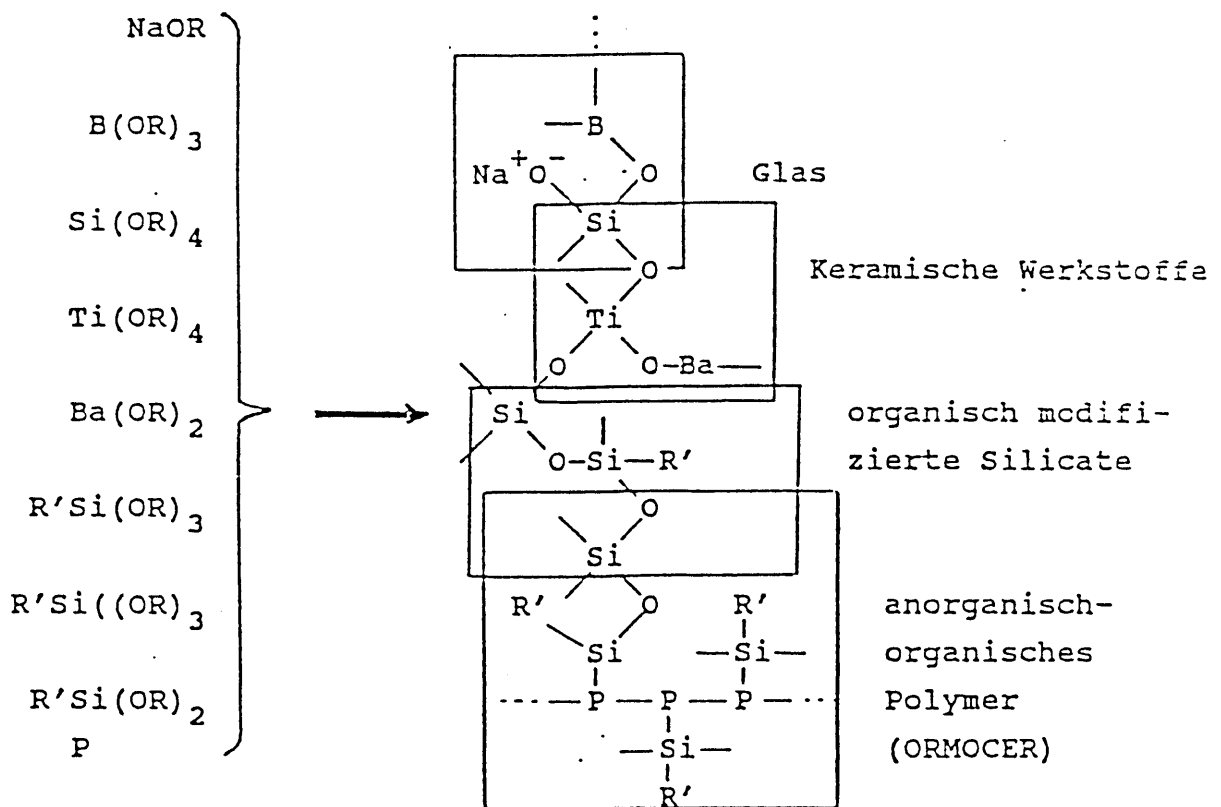 NaOR
B(OR)3
Si(OR)4
Ti(OR)4
Ba(OR)2
R'Si(OR)3
R'Si((OR)3
R'Si(OR)2
P
B
Na+O- O
Si
O
Ti
O O-Ba
Si
O-Si-R'
O
Si
R' O R'
Si Si
P P P
Si
R'
Glas
Keramische Werkstoffe
organisch mcdifi-
zierte Silicate
anorganisch-
organisches
Polymer
(ORMOCER)